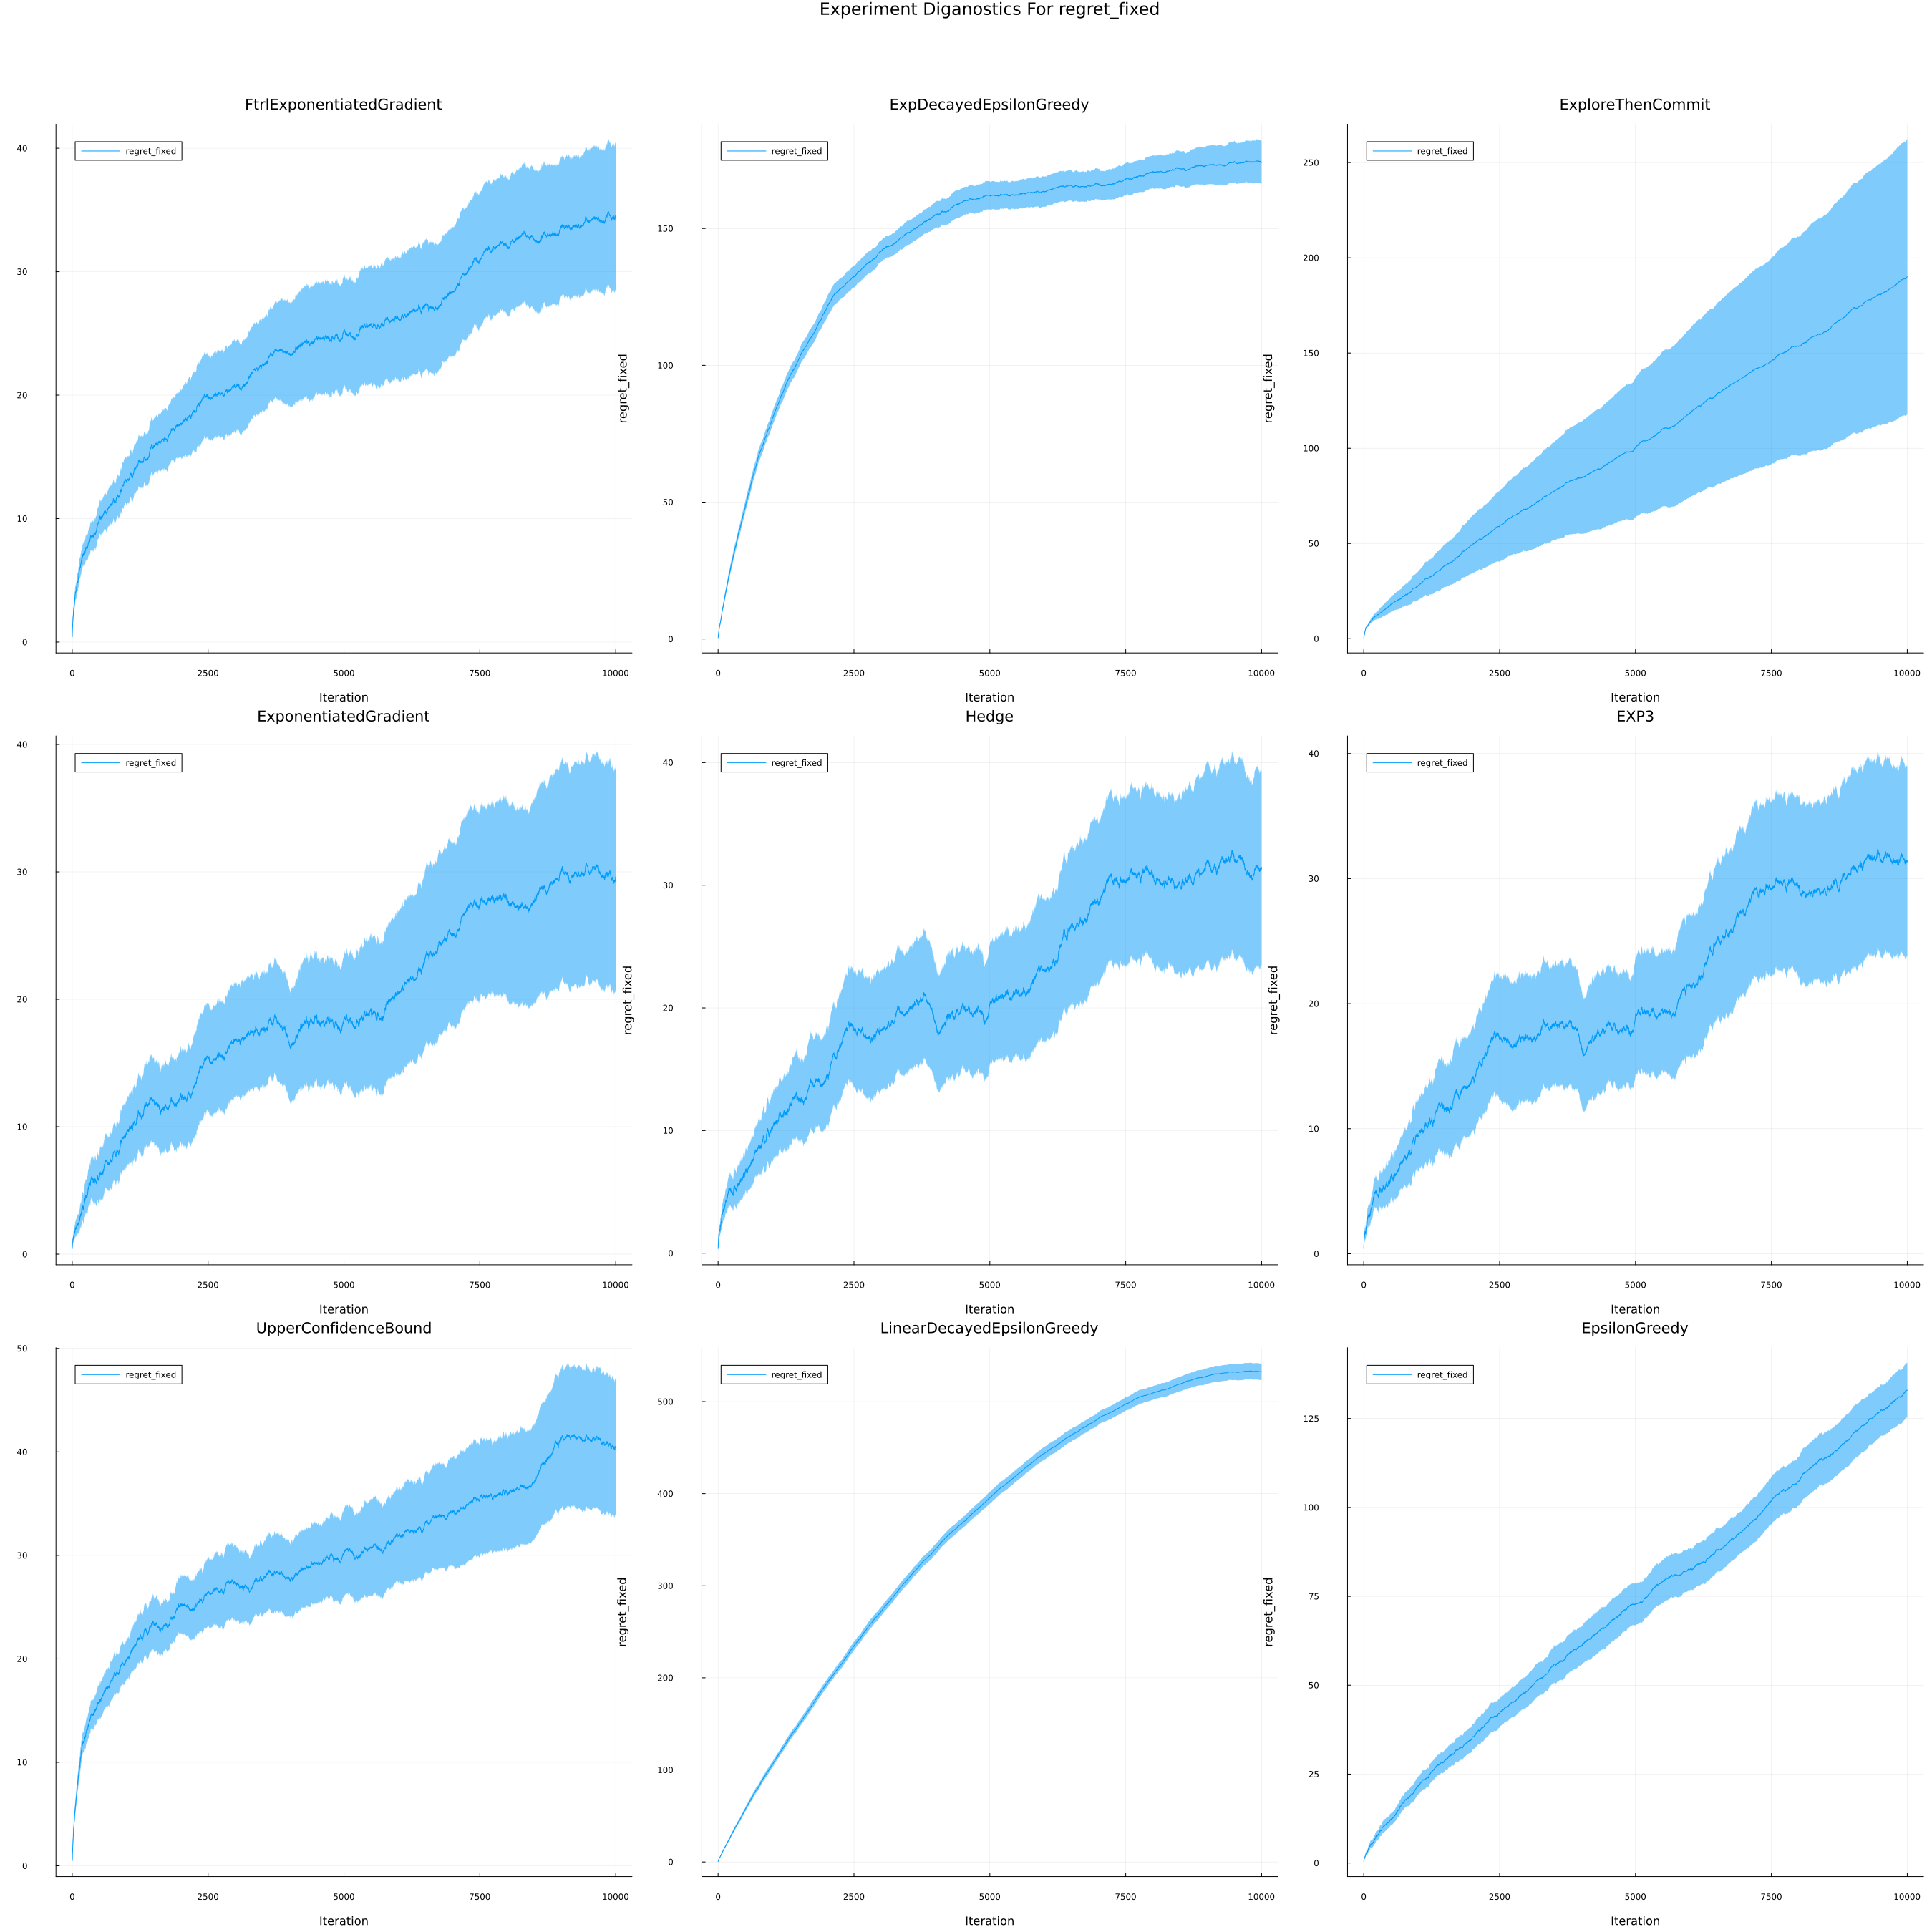 Experiment Diganostics For regret_fixed
FtrlExponentiatedGradient
regret_fixed
40
30
20
10
0
0 2500 5000 7500 10000
Iteration
ExpDecayedEpsilonGreedy
regret_fixed
regret_fixed
150
100
50
0
0 2500 5000 7500 10000
Iteration
ExploreThenCommit
regret_fixed
regret_fixed
250
200
150
100
50
0
0 2500 5000 7500 10000
Iteration
ExponentiatedGradient
regret_fixed
40
30
20
10
0
0 2500 5000 7500 10000
Iteration
Hedge
regret_fixed
regret_fixed
40
30
20
10
0
0 2500 5000 7500 10000
Iteration
EXP3
regret_fixed
regret_fixed
40
30
20
10
0
0 2500 5000 7500 10000
Iteration
UpperConfidenceBound
regret_fixed
50
40
30
20
10
0
0 2500 5000 7500 10000
Iteration
LinearDecayedEpsilonGreedy
regret_fixed
regret_fixed
500
400
300
200
100
0
0 2500 5000 7500 10000
Iteration
EpsilonGreedy
regret_fixed
regret_fixed
125
100
75
50
25
0
0 2500 5000 7500 10000
Iteration